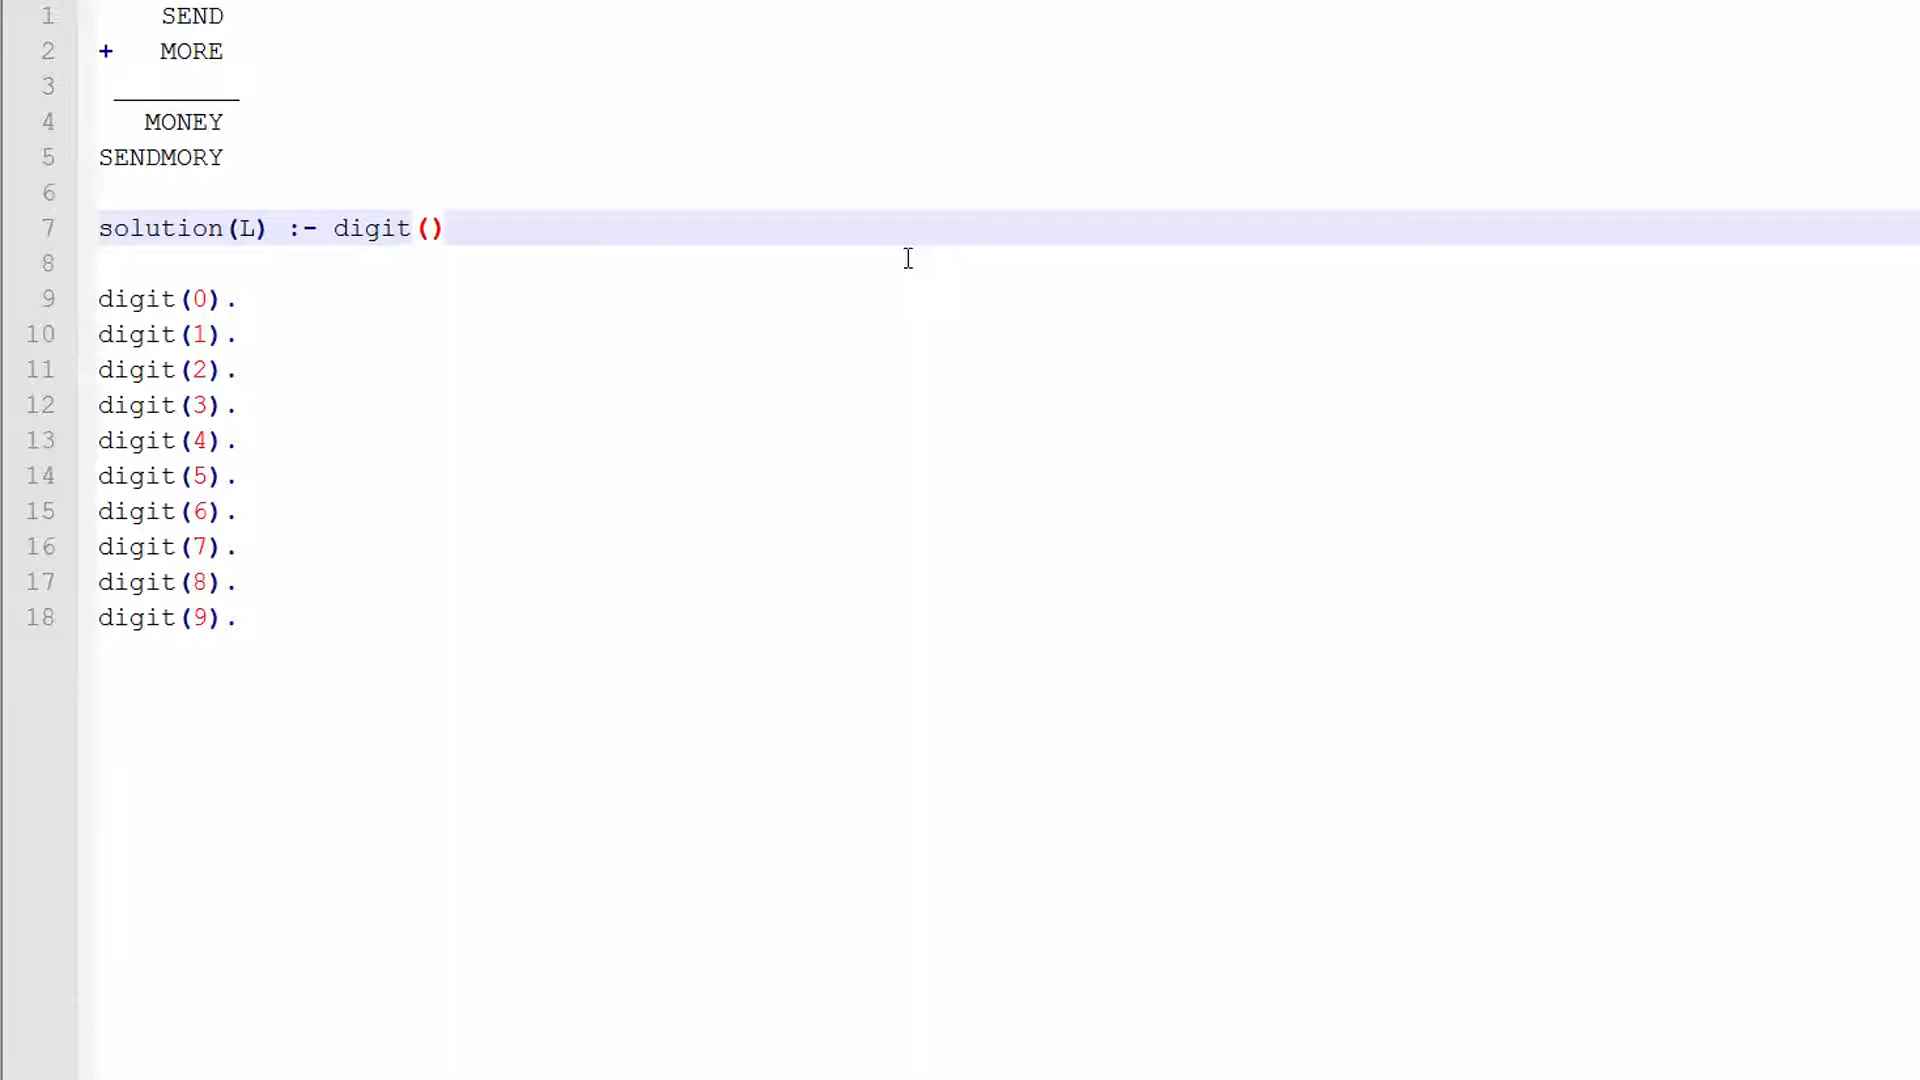 1 SEND
2 + MORE
3 ________
4 MONEY
5 SENDMORY
6
7 solution(L) :- digit()
8
9 digit(0).
10 digit(1).
11 digit(2).
12 digit(3).
13 digit(4).
14 digit(5).
15 digit(6).
16 digit(7).
17 digit(8).
18 digit(9).